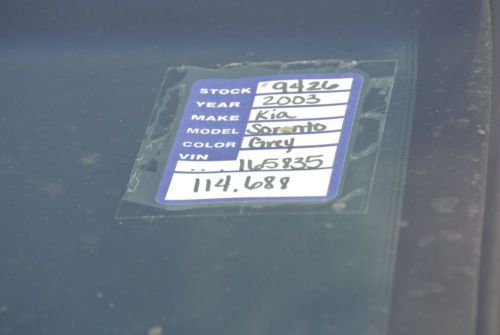 STOCK #9426
YEAR 2003
MAKE Kia
MODEL Sorento
COLOR Grey
VIN ...165835
114.688